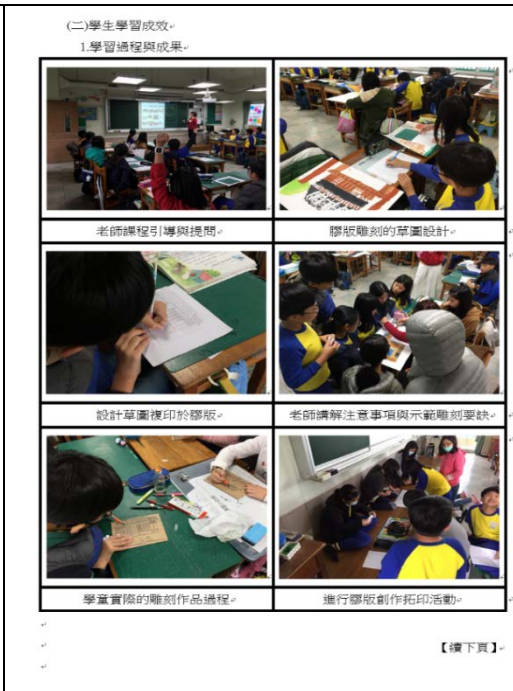 (二)學生學習成效
1.學習過程與成果
老師課程引導與提問
膠版雕刻的草圖設計
設計草圖複印於膠版
老師講解注意事項與示範雕刻要訣
學童實際的雕刻作品過程
進行膠版創作拓印活動
【續下頁】